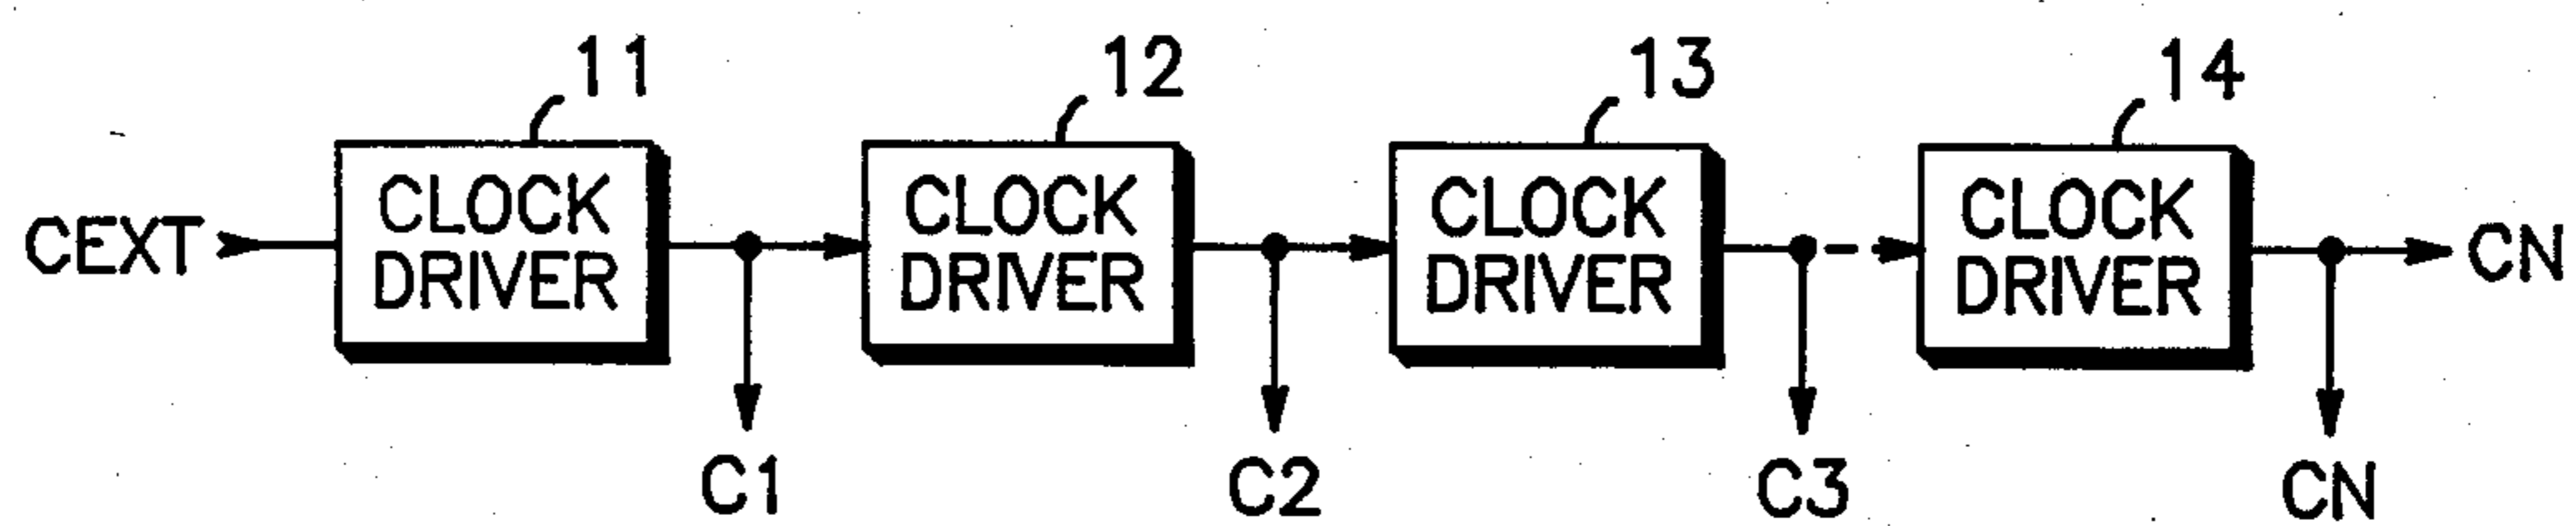 11
12
13
14
CEXT
CLOCK
DRIVER
CLOCK
DRIVER
CLOCK
DRIVER
CLOCK
DRIVER
CN
C1
C2
C3
CN